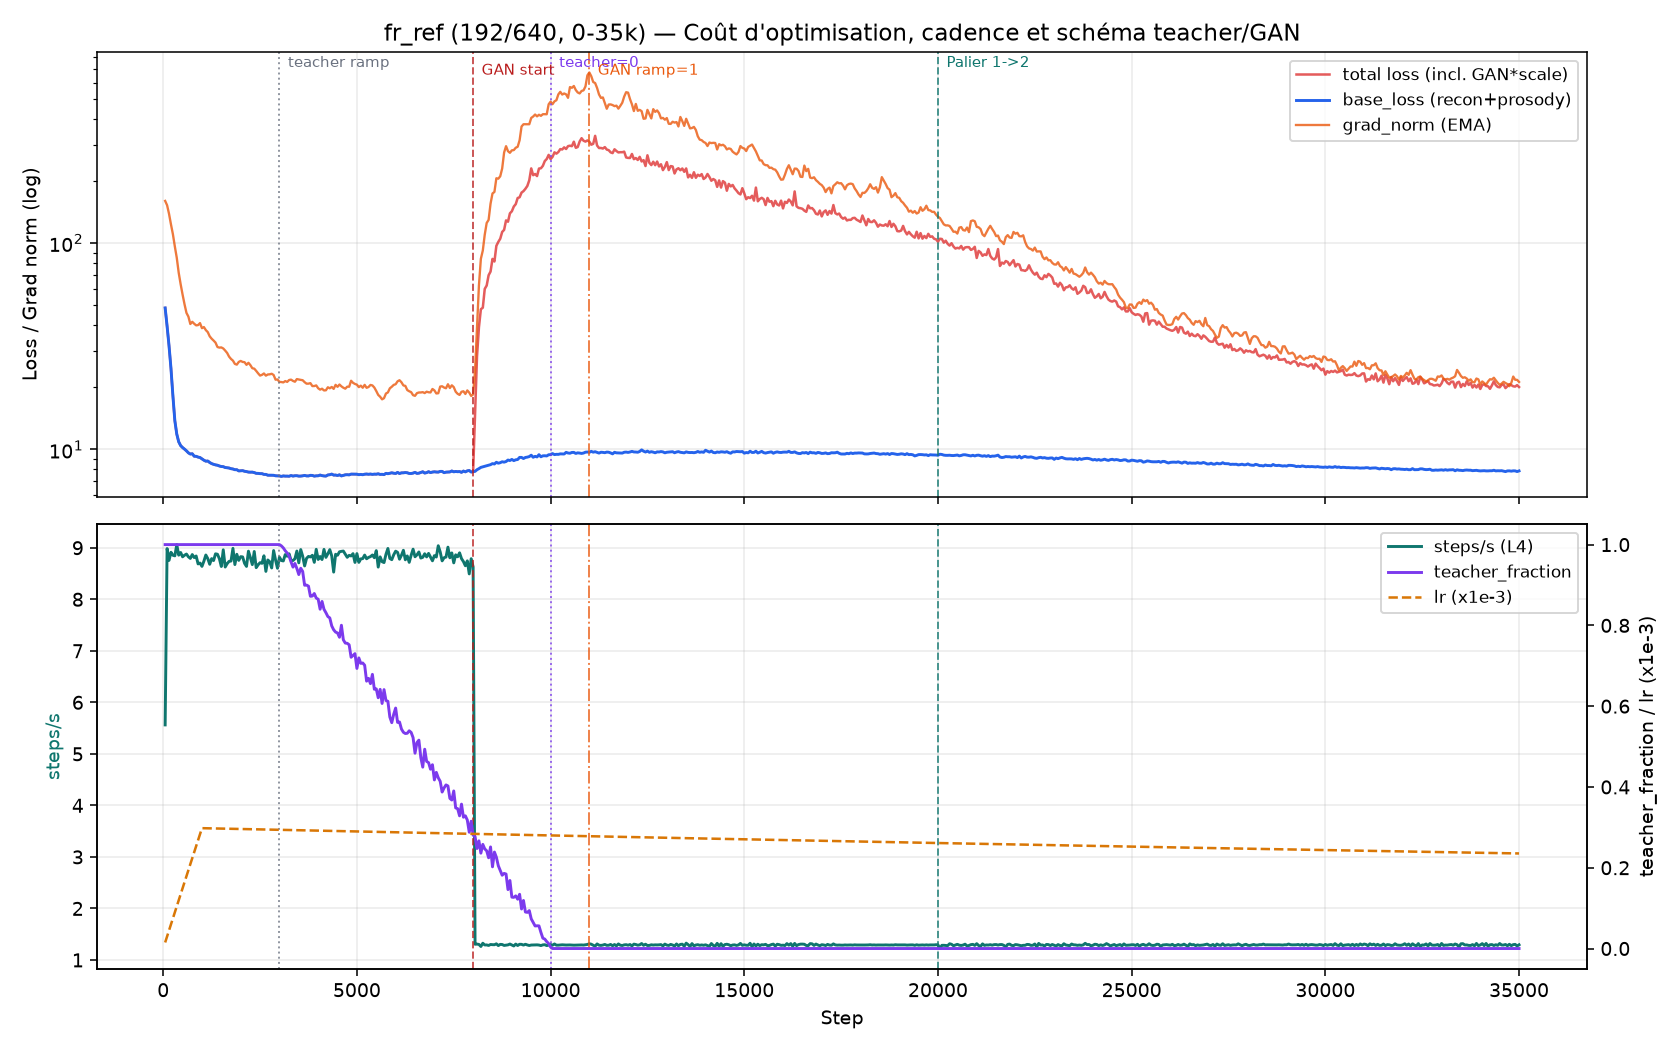 fr_ref (192/640, 0-35k) — Coût d'optimisation, cadence et schéma teacher/GAN
teacher ramp
GAN start
teacher=0
GAN ramp=1
Palier 1->2
total loss (incl. GAN*scale)
base_loss (recon+prosody)
grad_norm (EMA)
Loss / Grad norm (log)
10²
10¹
steps/s (L4)
teacher_fraction
lr (x1e-3)
steps/s
9
8
7
6
5
4
3
2
1
1.0
0.8
0.6
0.4
0.2
0.0
teacher_fraction / lr (x1e-3)
0 5000 10000 15000 20000 25000 30000 35000
Step